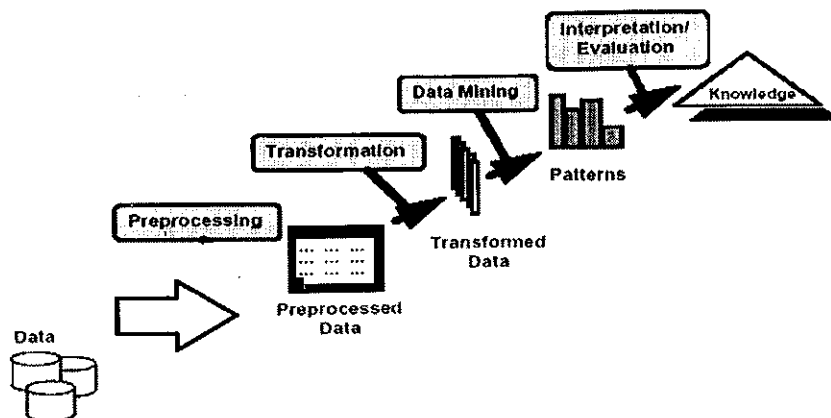 Interpretation/
Evaluation
Knowledge
Data Mining
Patterns
Transformation
Transformed
Data
Preprocessing
Preprocessed
Data
Data